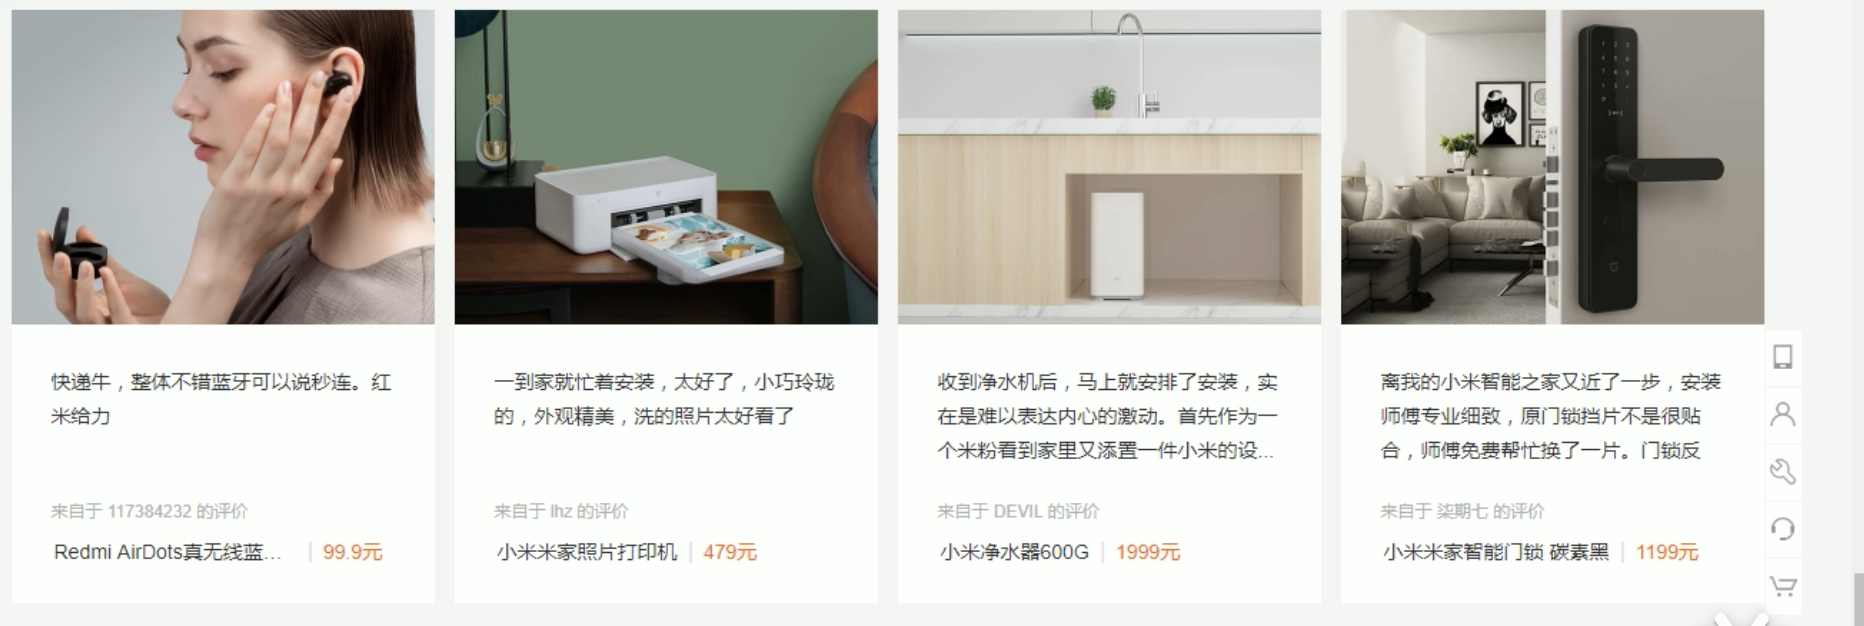 快递牛，整体不错蓝牙可以说秒连。红
米给力
来自于 117384232 的评价
Redmi AirDots真无线蓝... | 99.9元
一到家就忙着安装，太好了，小巧玲珑
的，外观精美，洗的照片太好看了
来自于 lhz 的评价
小米米家照片打印机 | 479元
收到净水机后，马上就安排了安装，实
在是难以表达内心的激动。首先作为一
个米粉看到家里又添置一件小米的设...
来自于 DEVIL 的评价
小米净水器600G | 1999元
离我的小米智能之家又近了一步，安装
师傅专业细致，原门锁挡片不是很贴
合，师傅免费帮忙换了一片。门锁反
来自于 柒期七 的评价
小米米家智能门锁 碳素黑 | 1199元